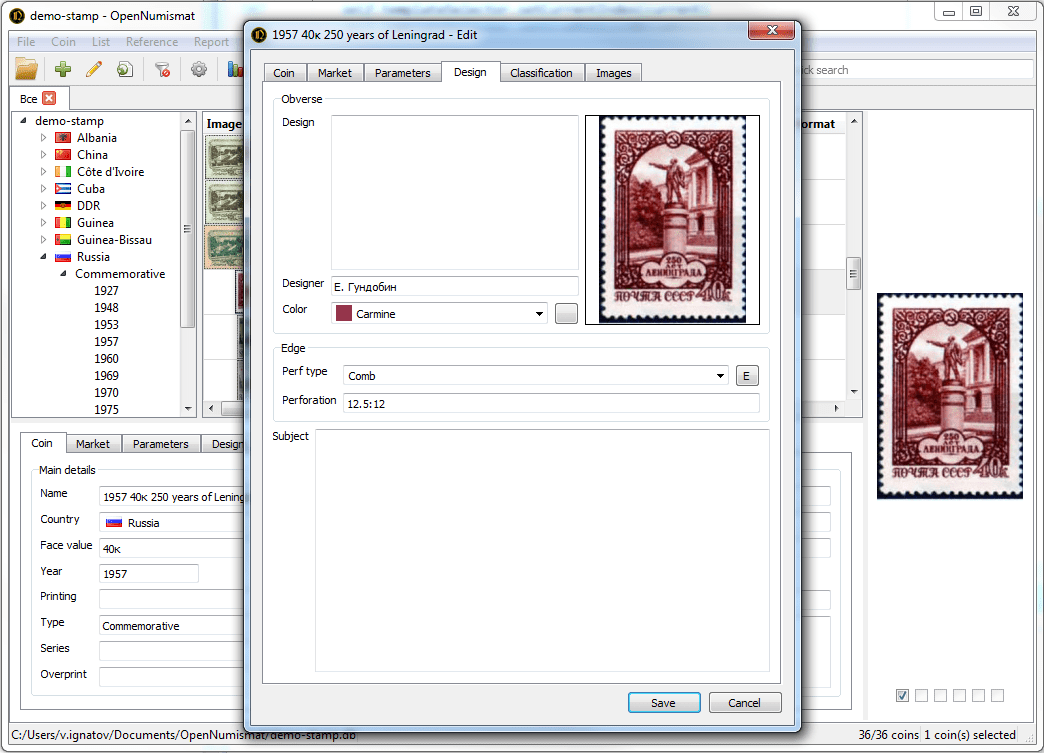 demo-stamp - OpenNumismat
File Coin List Reference Report
Все
demo-stamp
Albania
China
Côte d'Ivoire
Cuba
DDR
Guinea
Guinea-Bissau
Russia
Commemorative
1927
1948
1953
1957
1960
1969
1970
1975
Image
ormat
ck search
1957 40к 250 years of Leningrad - Edit
Coin Market Parameters Design Classification Images
Obverse
Design
250
ЛЕТ
ЛЕНИНГРАДА
ПОЧТА СССР 40к
Designer Е. Гундобин
Color Carmine
Edge
Perf type Comb E
Perforation 12.5:12
Subject
Save Cancel
Coin Market Parameters Design
Main details
Name 1957 40к 250 years of Lening
Country Russia
Face value 40к
Year 1957
Printing
Type Commemorative
Series
Overprint
250
ЛЕТ
ЛЕНИНГРАДА
ПОЧТА СССР 40к
C:/Users/v.ignatov/Documents/OpenNumismat/demo-stamp.db
36/36 coins 1 coin(s) selected